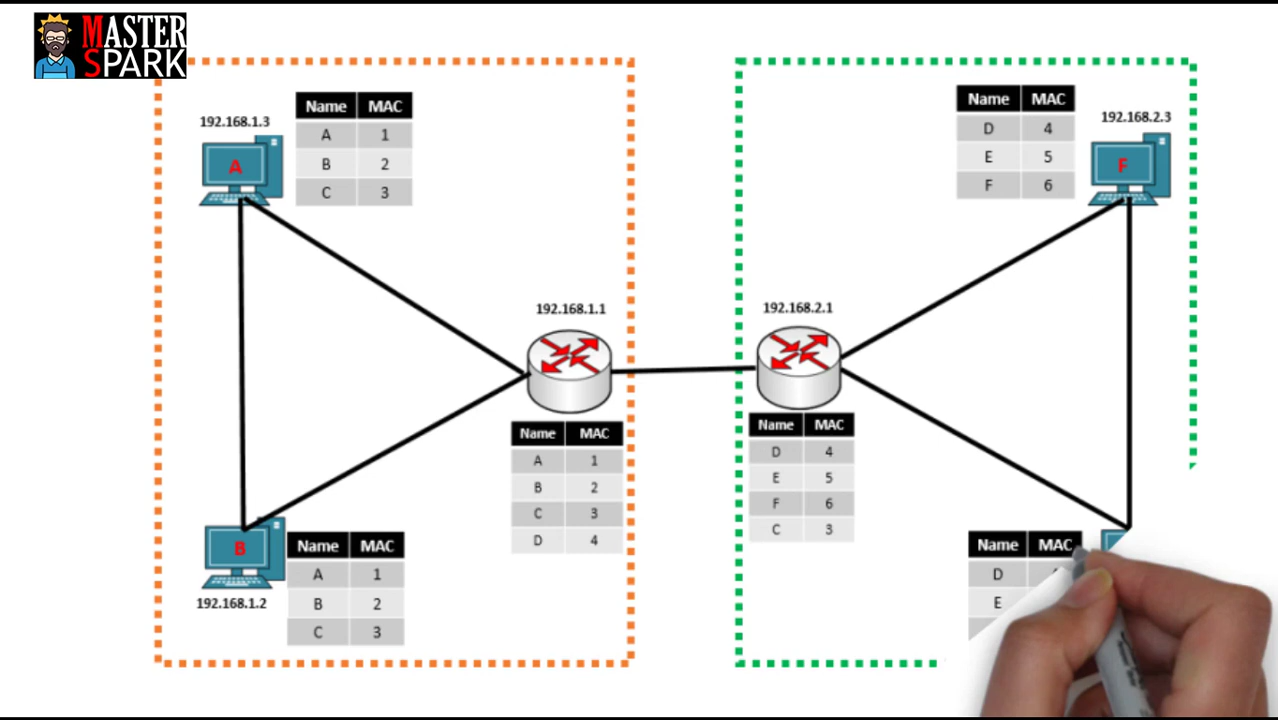 MASTER
SPARK
192.168.1.3
A
Name MAC
A 1
B 2
C 3
B
192.168.1.2
Name MAC
A 1
B 2
C 3
192.168.1.1
Name MAC
A 1
B 2
C 3
D 4
192.168.2.1
Name MAC
D 4
E 5
F 6
C 3
Name MAC
D 4
E 5
F 6
192.168.2.3
F
Name MAC
D
E